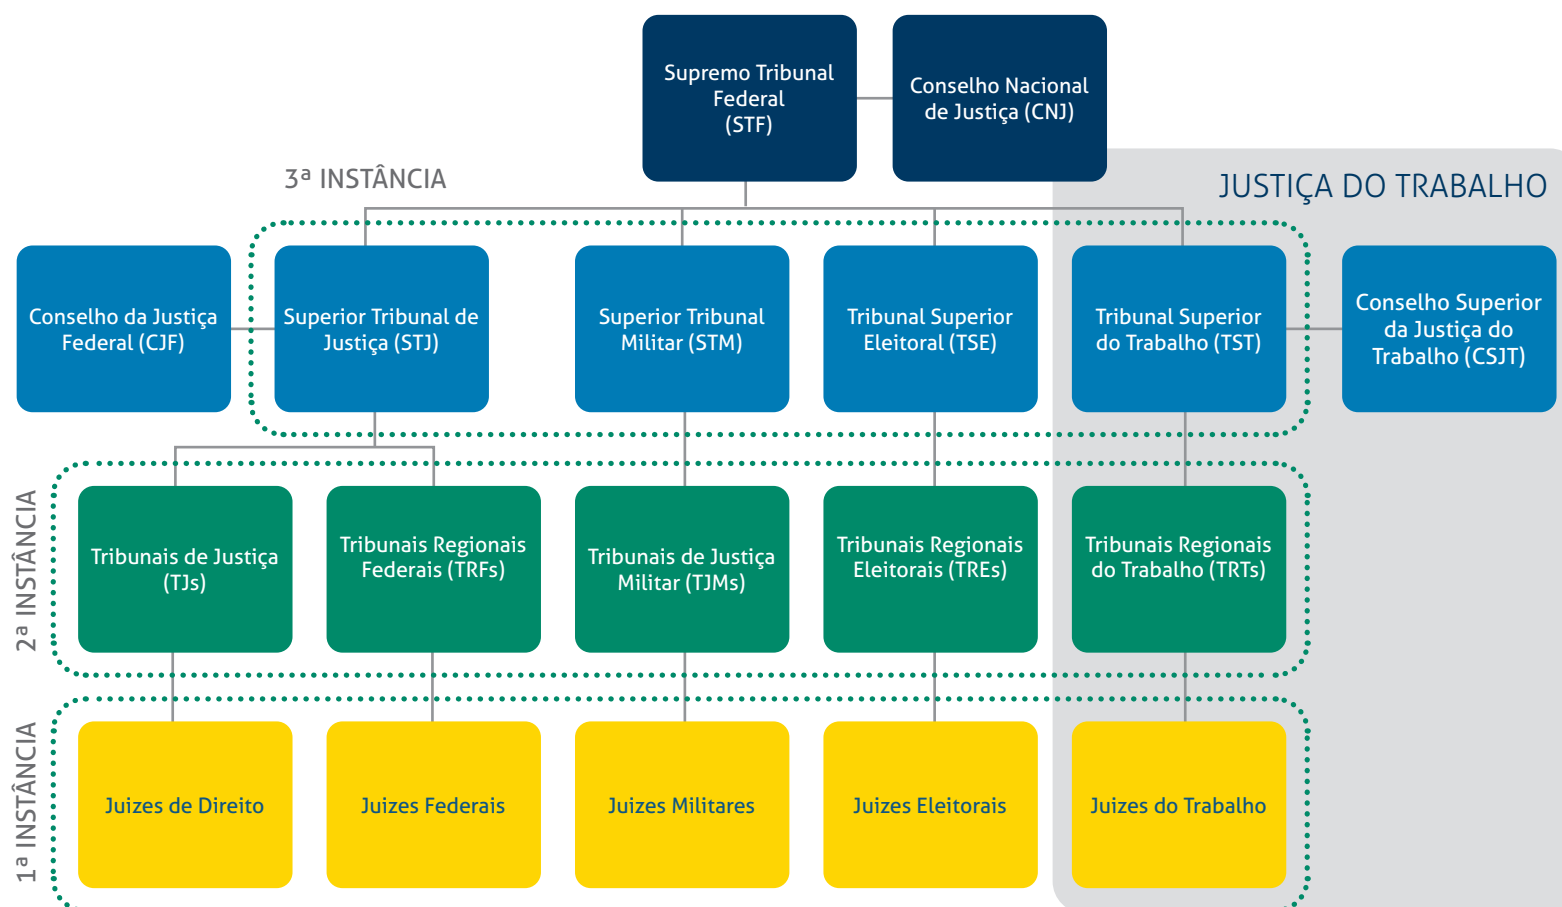 Supremo Tribunal
Federal
(STF)
Conselho Nacional
de Justiça (CNJ)
3ª INSTÂNCIA
JUSTIÇA DO TRABALHO
Conselho da Justiça
Federal (CJF)
Superior Tribunal de
Justiça (STJ)
Superior Tribunal
Militar (STM)
Tribunal Superior
Eleitoral (TSE)
Tribunal Superior
do Trabalho (TST)
Conselho Superior
da Justiça do
Trabalho (CSJT)
2ª INSTÂNCIA
Tribunais de Justiça
(TJs)
Tribunais Regionais
Federais (TRFs)
Tribunais de Justiça
Militar (TJMs)
Tribunais Regionais
Eleitorais (TREs)
Tribunais Regionais
do Trabalho (TRTs)
1ª INSTÂNCIA
Juizes de Direito
Juizes Federais
Juizes Militares
Juizes Eleitorais
Juizes do Trabalho